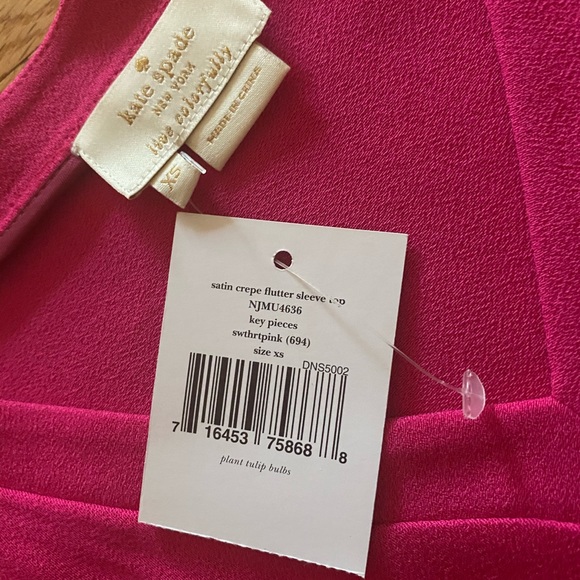 kate spade
NEW YORK
live colorfully
MADE IN CHINA
XS
satin crepe flutter sleeve top
NJMU4636
key pieces
swthrtpink (694)
size xs
DNS5002
7 16453 75868 8
plant tulip bulbs